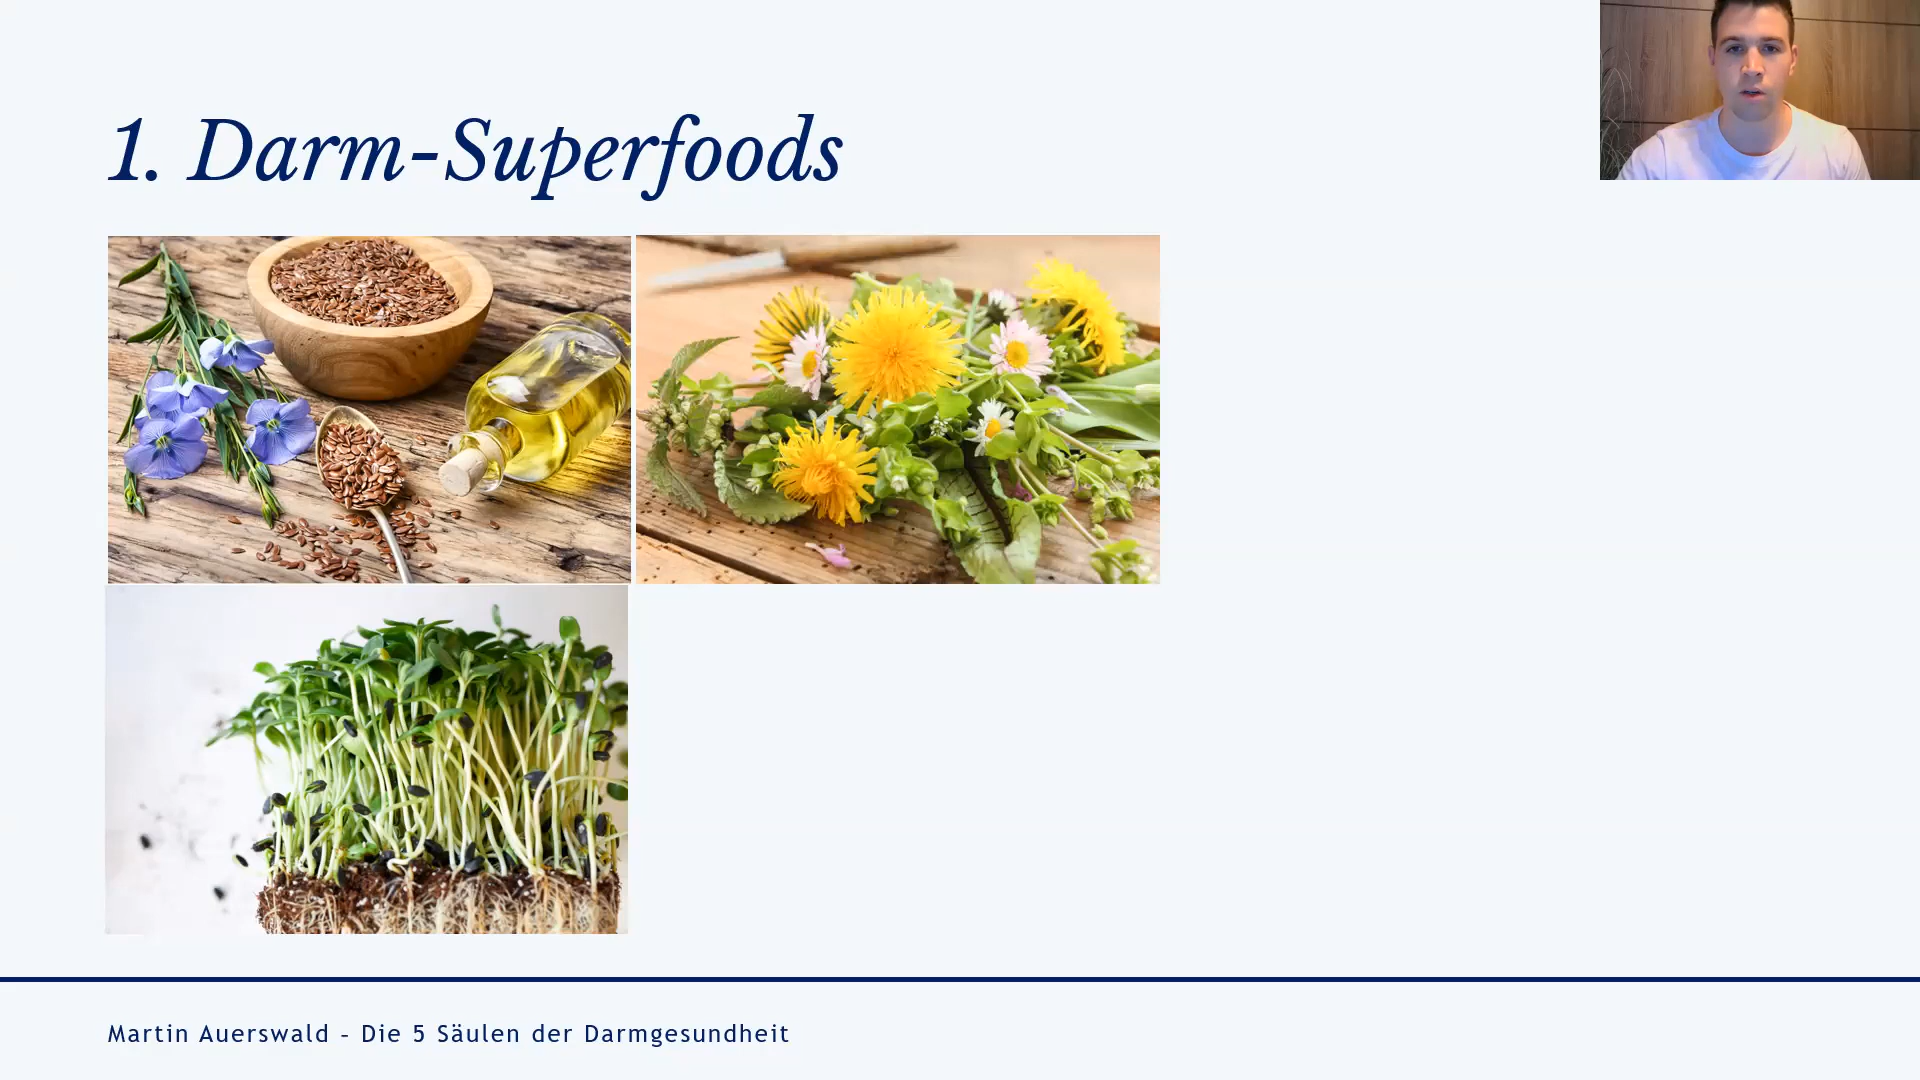 1. Darm-Superfoods
Martin Auerswald – Die 5 Säulen der Darmgesundheit